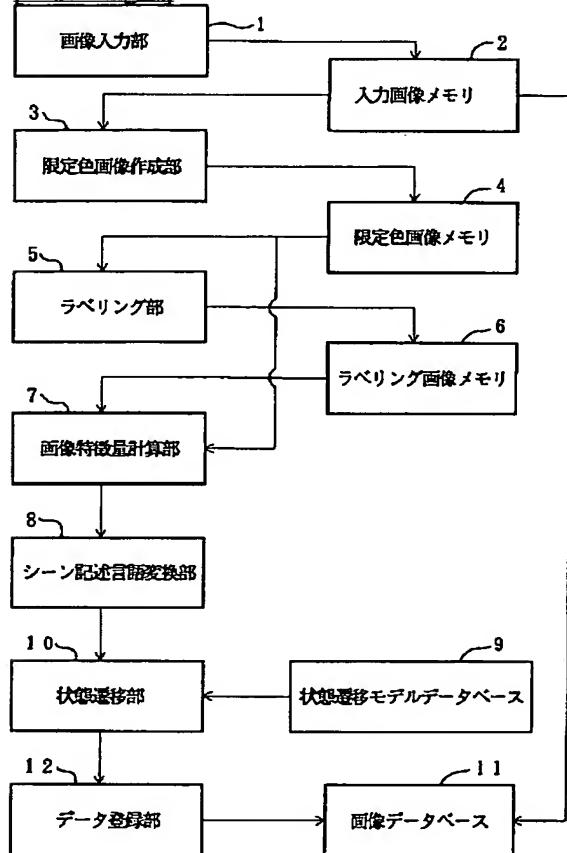 1
画像入力部
2
入力画像メモリ
3
限定色画像作成部
4
限定色画像メモリ
5
ラベリング部
6
ラベリング画像メモリ
7
画像特徴量計算部
8
シーン記述言語変換部
10
状態遷移部
9
状態遷移モデルデータベース
12
データ登録部
11
画像データベース